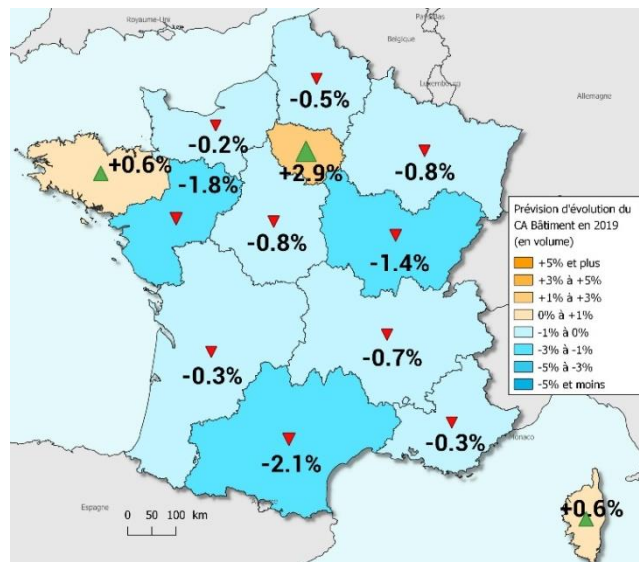 Royaume-Uni
Pays-Bas
Belgique
Luxembourg
Allemagne
-0.5%
-0.2%
+0.6%
+2.9%
-0.8%
-1.8%
-0.8%
-1.4%
-0.3%
-0.7%
-2.1%
-0.3%
+0.6%
Monaco
Espagne
0 50 100 km
Prévision d'évolution du
CA Bâtiment en 2019
(en volume)
+5% et plus
+3% à +5%
+1% à +3%
0% à +1%
-1% à 0%
-3% à -1%
-5% à -3%
-5% et moins